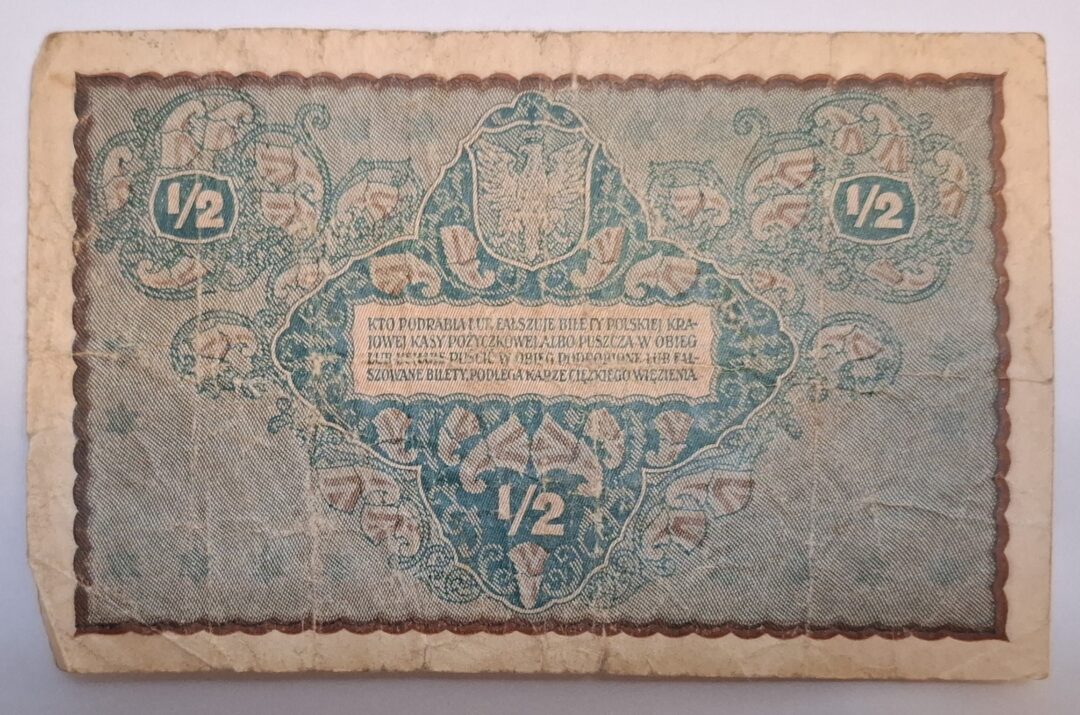 1/2 1/2
KTO PODRABIA LUB FAŁSZUJE BILETY POLSKIEJ KRA-
JOWEJ KASY POŻYCZKOWEJ, ALBO PUSZCZA W OBIEG
LUB USIŁUJE PUŚCIĆ W OBIEG PODROBIONE LUB FAŁ-
SZOWANE BILETY, PODLEGA KARZE CIĘŻKIEGO WIĘZIENIA.
1/2